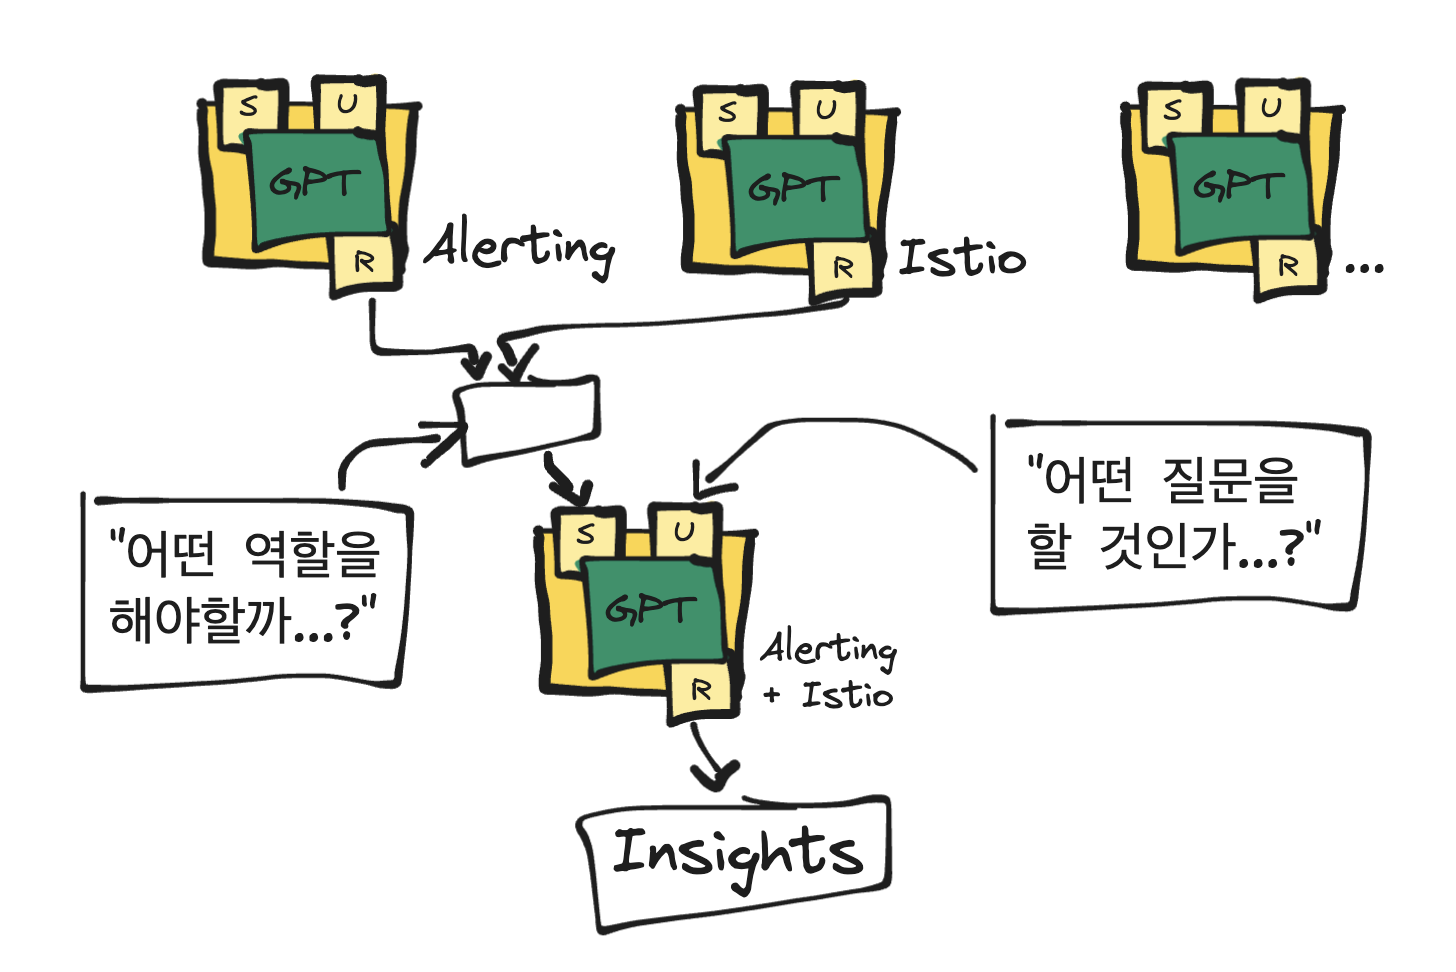 S U
GPT
R
Alerting
S U
GPT
R
Istio
S U
GPT
R
...
"어떤 역할을
해야할까...?"
"어떤 질문을
할 것인가...?"
S U
GPT
R
Alerting
+ Istio
Insights